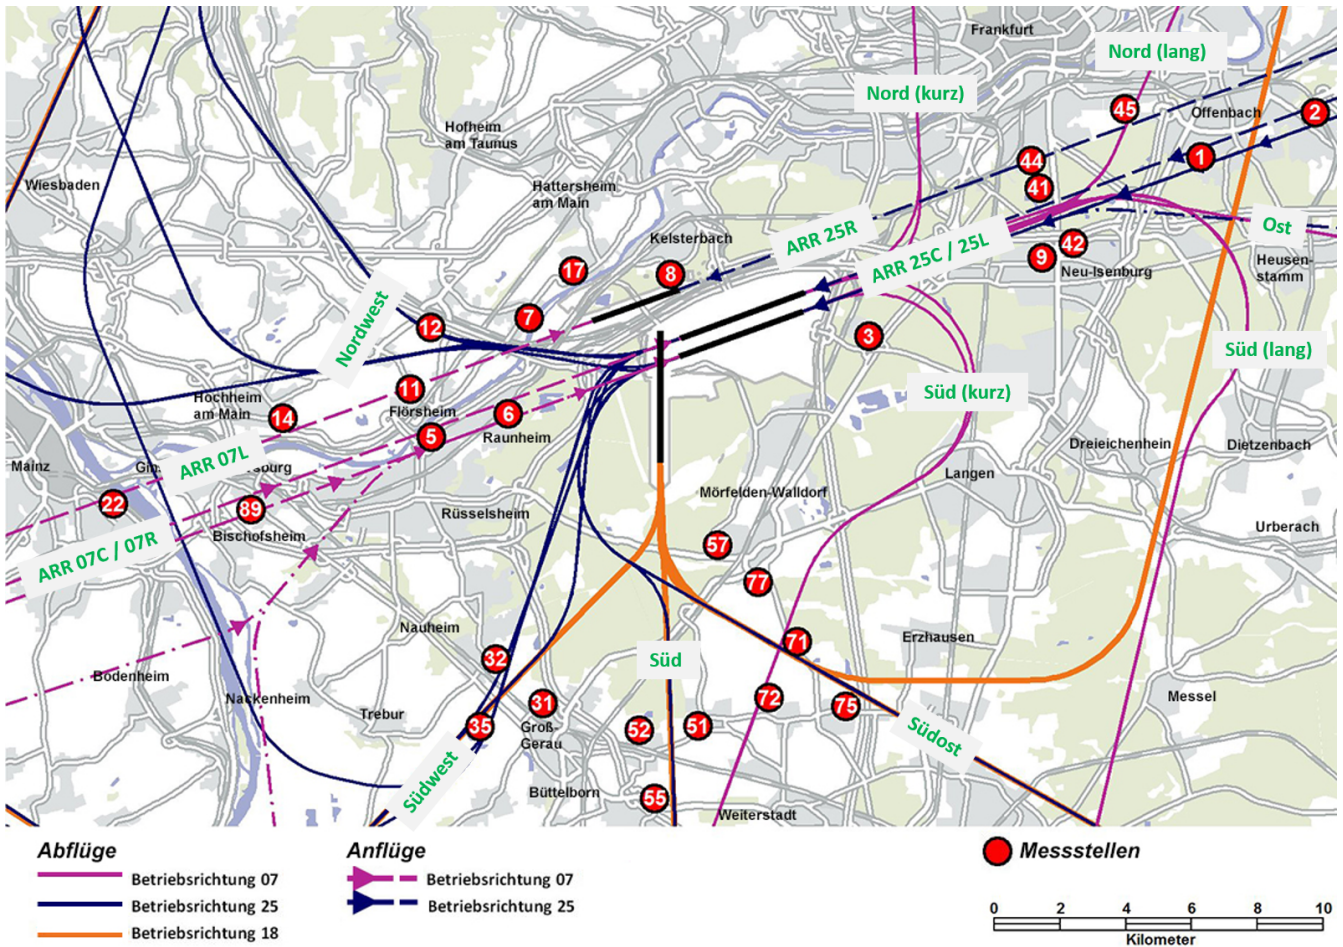 Frankfurt
Nord (lang)
Nord (kurz)
45
Offenbach
2
Hofheim
am Taunus
44
1
Wiesbaden
Hattersheim
am Main
41
Kelsterbach
ARR 25R
ARR 25C / 25L
Ost
42
9
Neu-Isenburg
Heusen-
stamm
17
8
Nordwest
12
7
3
Süd (lang)
11
Süd (kurz)
Hochheim
am Main
14
Flörsheim
6
5
Raunheim
Dreieichenhein
Dietzenbach
ARR 07L
Mainz
Langen
22
89
Mörfelden-Walldorf
Rüsselsheim
Bischofsheim
Urberach
ARR 07C / 07R
57
77
Nauheim
71
Erzhausen
32
Süd
Bodenheim
Nackenheim
72
75
Messel
Trebur
31
35
Groß-
Gerau
52
51
Südost
Südwest
Büttelborn
55
Weiterstadt
Abflüge
Betriebsrichtung 07
Betriebsrichtung 25
Betriebsrichtung 18
Anflüge
Betriebsrichtung 07
Betriebsrichtung 25
Messstellen
0 2 4 6 8 10
Kilometer